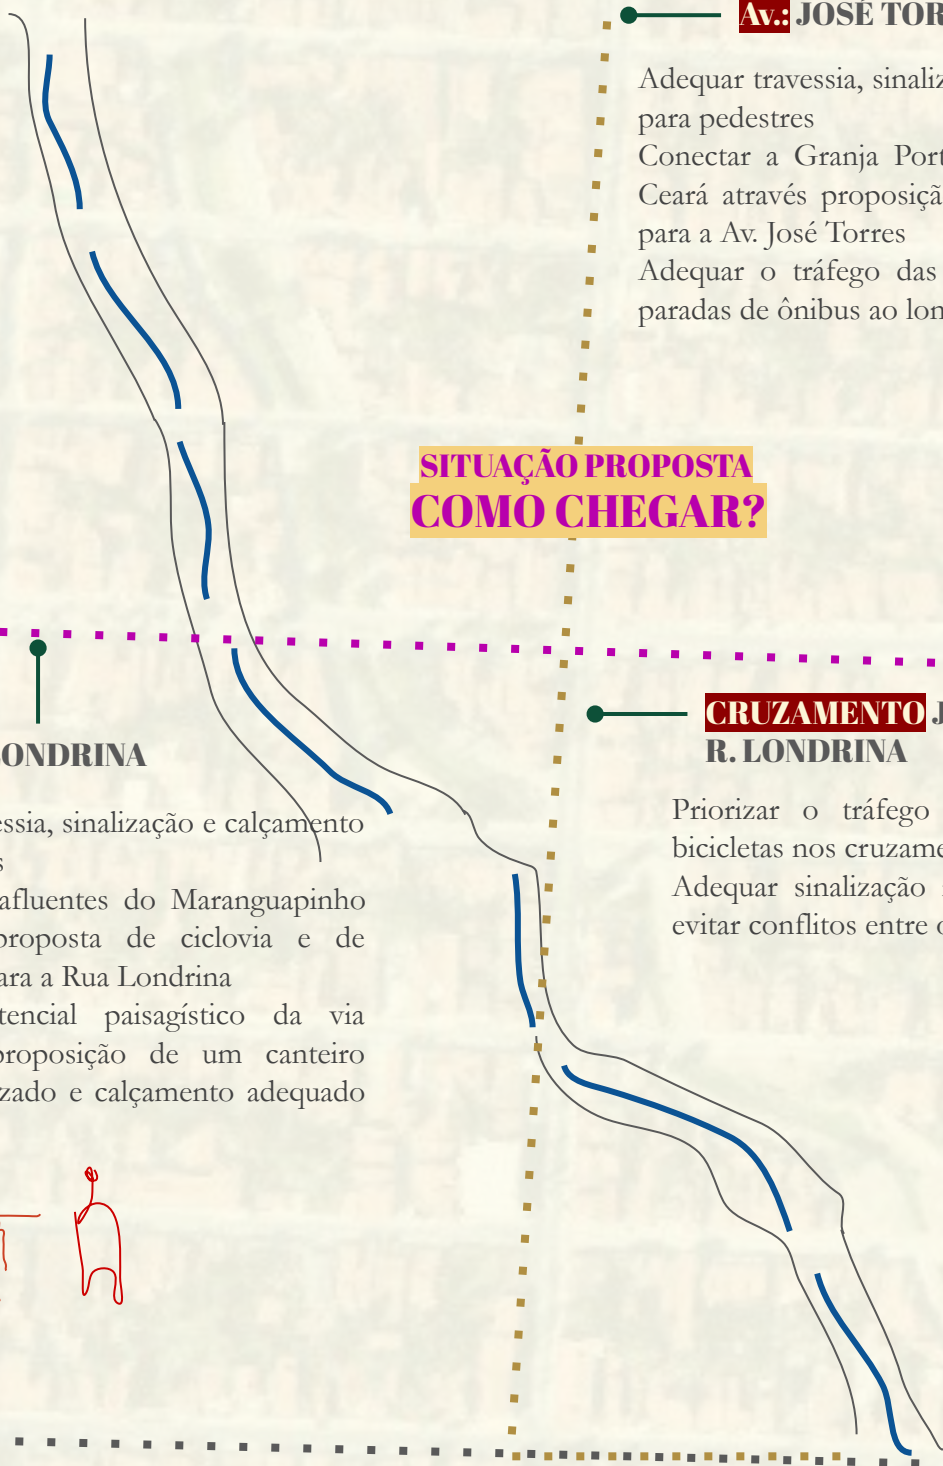 Av.: JOSÉ TOR
Adequar travessia, sinaliz
para pedestres
Conectar a Granja Port
Ceará através proposiçã
para a Av. José Torres
Adequar o tráfego das
paradas de ônibus ao lon
SITUAÇÃO PROPOSTA
COMO CHEGAR?
ONDRINA
essia, sinalização e calçamento
s
afluentes do Maranguapinho
proposta de ciclovia e de
ara a Rua Londrina
tencial paisagístico da via
proposição de um canteiro
zado e calçamento adequado
CRUZAMENTO J
R. LONDRINA
Priorizar o tráfego
bicicletas nos cruzame
Adequar sinalização
evitar conflitos entre o